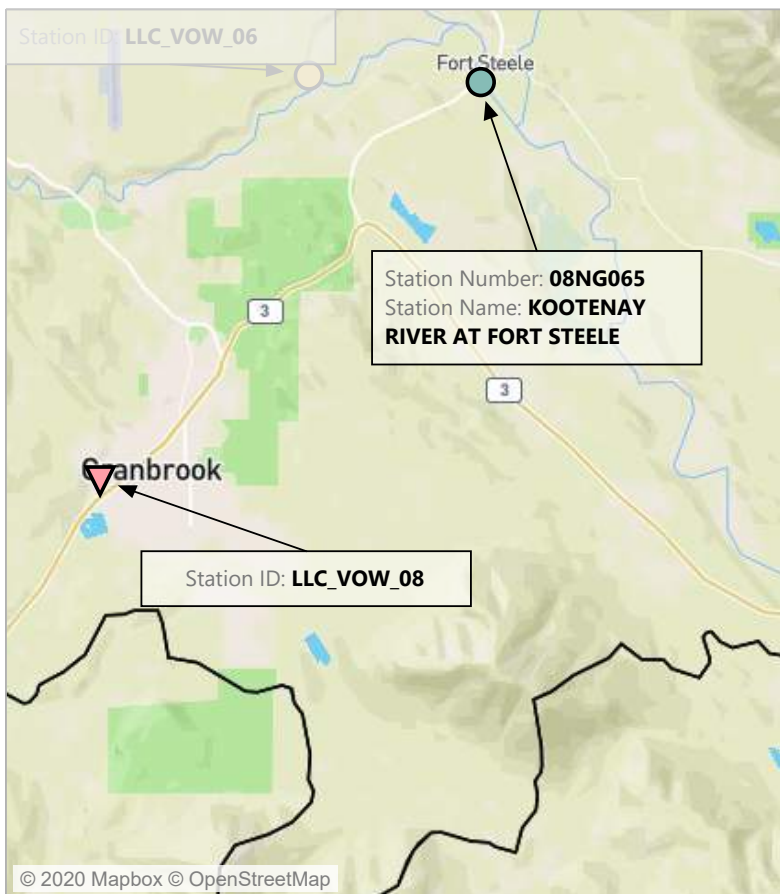 Station ID: LLC_VOW_06
Fort Steele
Station Number: 08NG065
Station Name: KOOTENAY
RIVER AT FORT STEELE
3
3
Cranbrook
Station ID: LLC_VOW_08
© 2020 Mapbox © OpenStreetMap